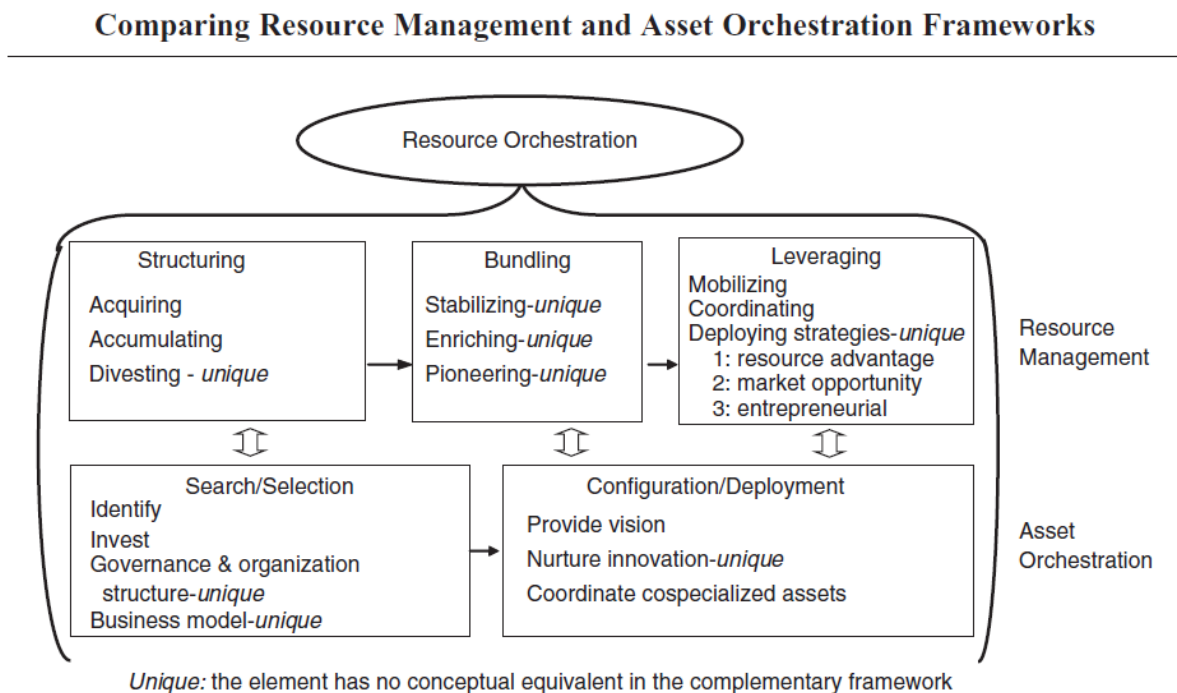 Comparing Resource Management and Asset Orchestration Frameworks
Resource Orchestration
Structuring
Acquiring
Accumulating
Divesting - unique
Bundling
Stabilizing-unique
Enriching-unique
Pioneering-unique
Leveraging
Mobilizing
Coordinating
Deploying strategies-unique
1: resource advantage
2: market opportunity
3: entrepreneurial
Resource
Management
Search/Selection
Identify
Invest
Governance & organization
structure-unique
Business model-unique
Configuration/Deployment
Provide vision
Nurture innovation-unique
Coordinate cospecialized assets
Asset
Orchestration
Unique: the element has no conceptual equivalent in the complementary framework